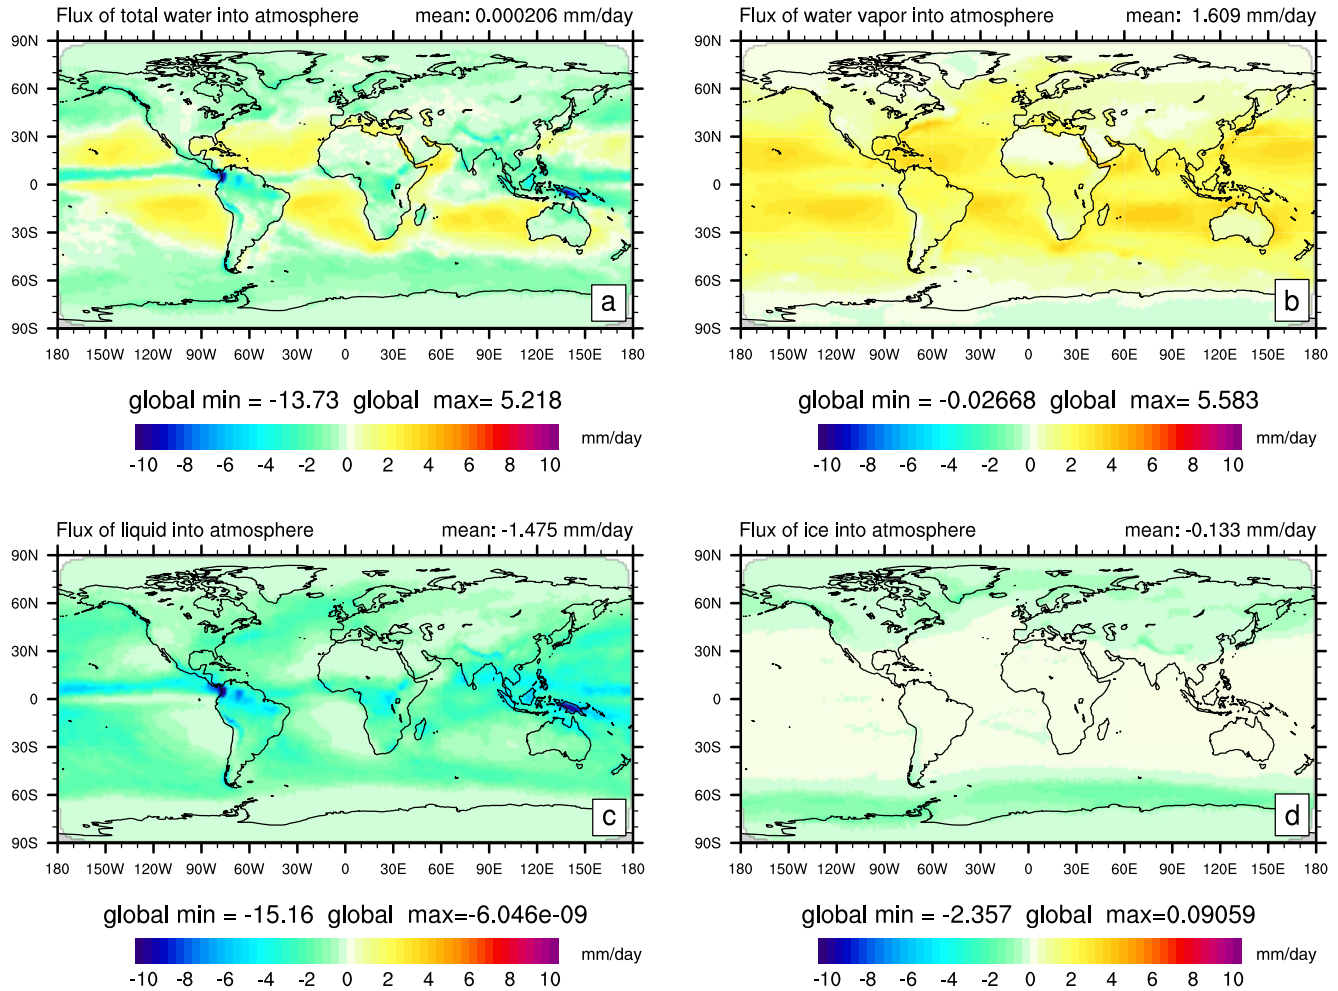 Flux of total water into atmosphere mean: 0.000206 mm/day
90N
60N
30N
0
30S
60S
90S
a
180 150W 120W 90W 60W 30W 0 30E 60E 90E 120E 150E 180
global min = -13.73 global max= 5.218
mm/day
-10 -8 -6 -4 -2 0 2 4 6 8 10
Flux of water vapor into atmosphere mean: 1.609 mm/day
90N
60N
30N
0
30S
60S
90S
b
180 150W 120W 90W 60W 30W 0 30E 60E 90E 120E 150E 180
global min = -0.02668 global max= 5.583
mm/day
-10 -8 -6 -4 -2 0 2 4 6 8 10
Flux of liquid into atmosphere mean: -1.475 mm/day
90N
60N
30N
0
30S
60S
90S
c
180 150W 120W 90W 60W 30W 0 30E 60E 90E 120E 150E 180
global min = -15.16 global max=-6.046e-09
mm/day
-10 -8 -6 -4 -2 0 2 4 6 8 10
Flux of ice into atmosphere mean: -0.133 mm/day
90N
60N
30N
0
30S
60S
90S
d
180 150W 120W 90W 60W 30W 0 30E 60E 90E 120E 150E 180
global min = -2.357 global max=0.09059
mm/day
-10 -8 -6 -4 -2 0 2 4 6 8 10